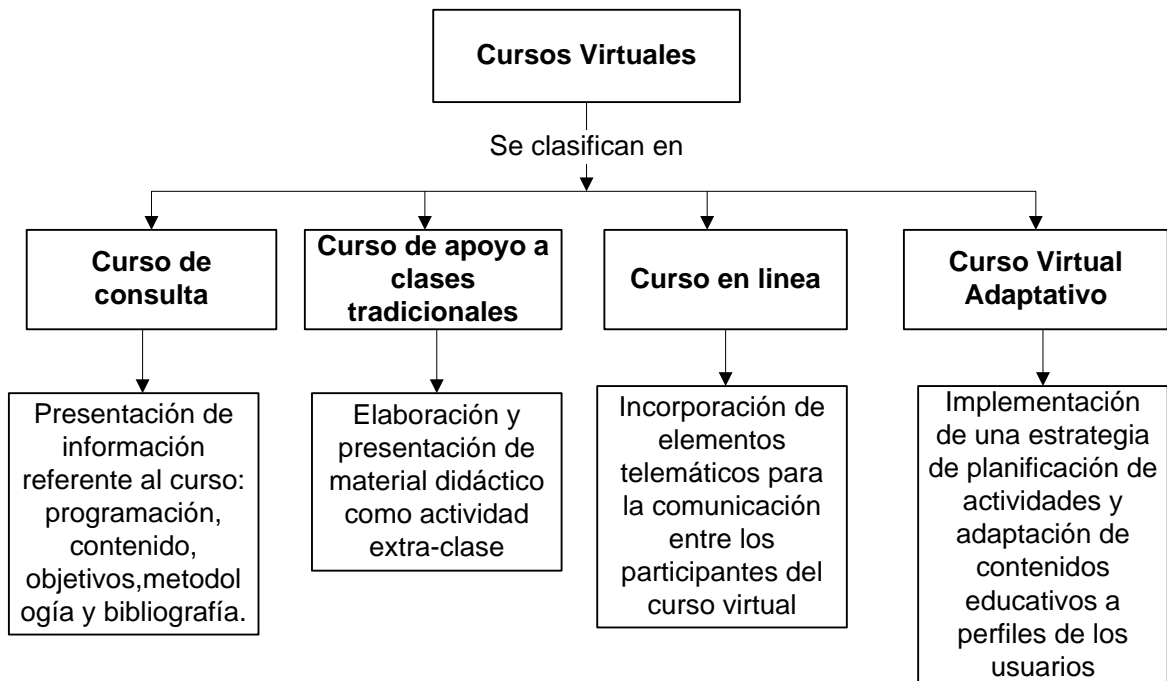 Cursos Virtuales
Se clasifican en
Curso de
consulta
Curso de apoyo a
clases
tradicionales
Curso en linea
Curso Virtual
Adaptativo
Presentación de
información
referente al curso:
programación,
contenido,
objetivos,metodol
ogía y bibliografía.
Elaboración y
presentación de
material didáctico
como actividad
extra-clase
Incorporación de
elementos
telemáticos para
la comunicación
entre los
participantes del
curso virtual
Implementación
de una estrategia
de planificación de
actividades y
adaptación de
contenidos
educativos a
perfiles de los
usuarios